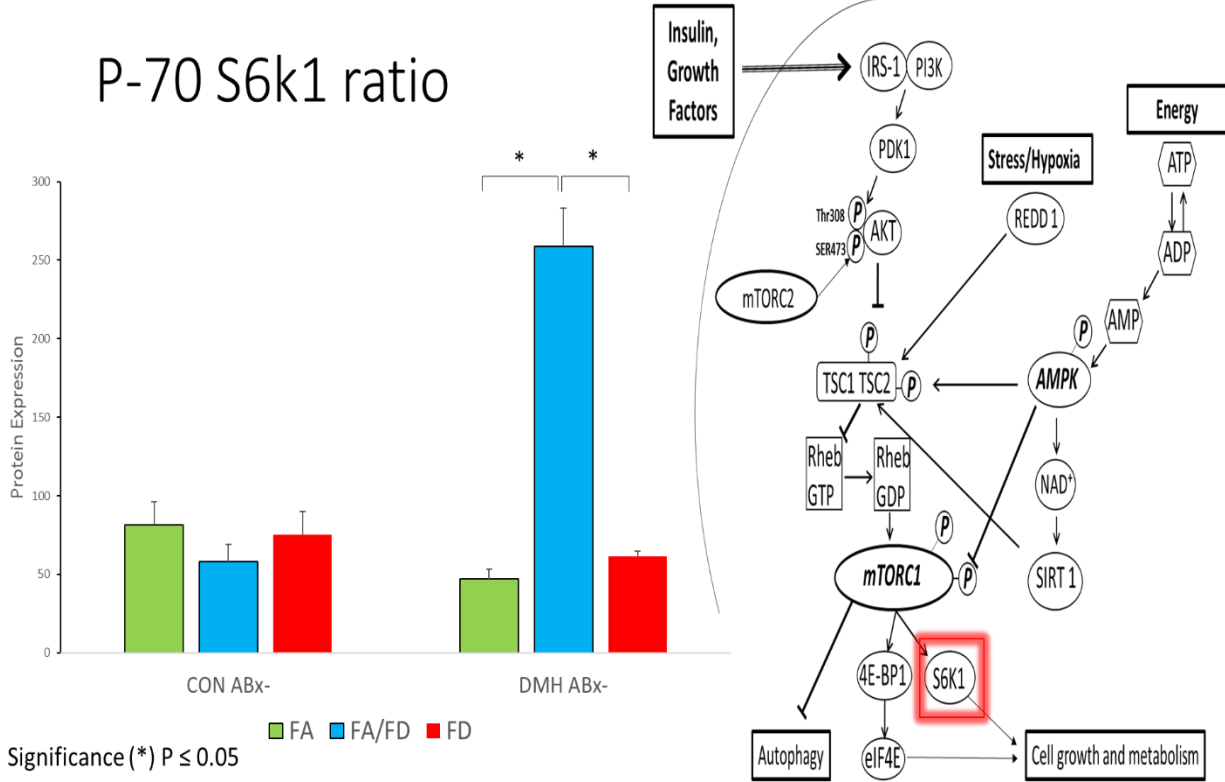 P-70 S6k1 ratio
*
*
300
250
200
150
100
50
0
Protein Expression
CON ABx-
DMH ABx-
FA
FA/FD
FD
Significance (*) P ≤ 0.05
Insulin,
Growth
Factors
IRS-1
PI3K
PDK1
Thr308
P
SER473
P
AKT
mTORC2
Stress/Hypoxia
REDD 1
Energy
ATP
ADP
AMP
P
AMPK
P
TSC1 TSC2
P
Rheb
GTP
Rheb
GDP
NAD+
SIRT 1
P
mTORC1
P
4E-BP1
S6K1
Autophagy
eIF4E
Cell growth and metabolism